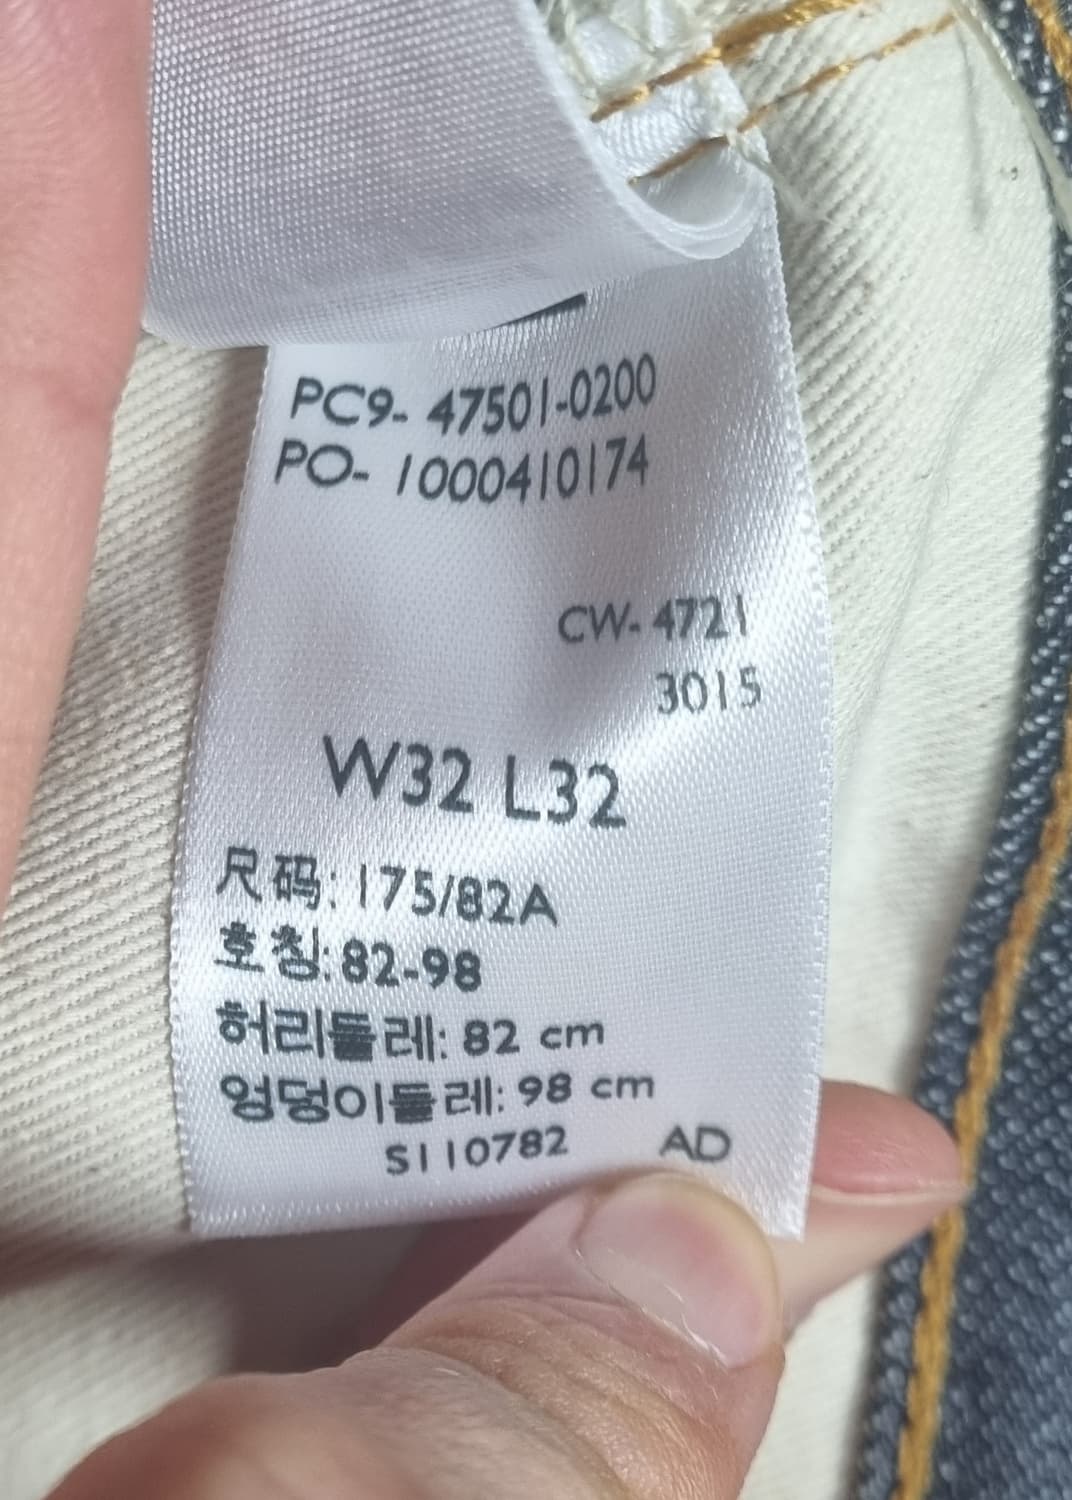 PC9- 47501-0200
PO- 1000410174
CW- 4721
3015
W32 L32
尺码: 175/82A
호칭: 82-98
허리둘레: 82 cm
엉덩이둘레: 98 cm
S110782 AD